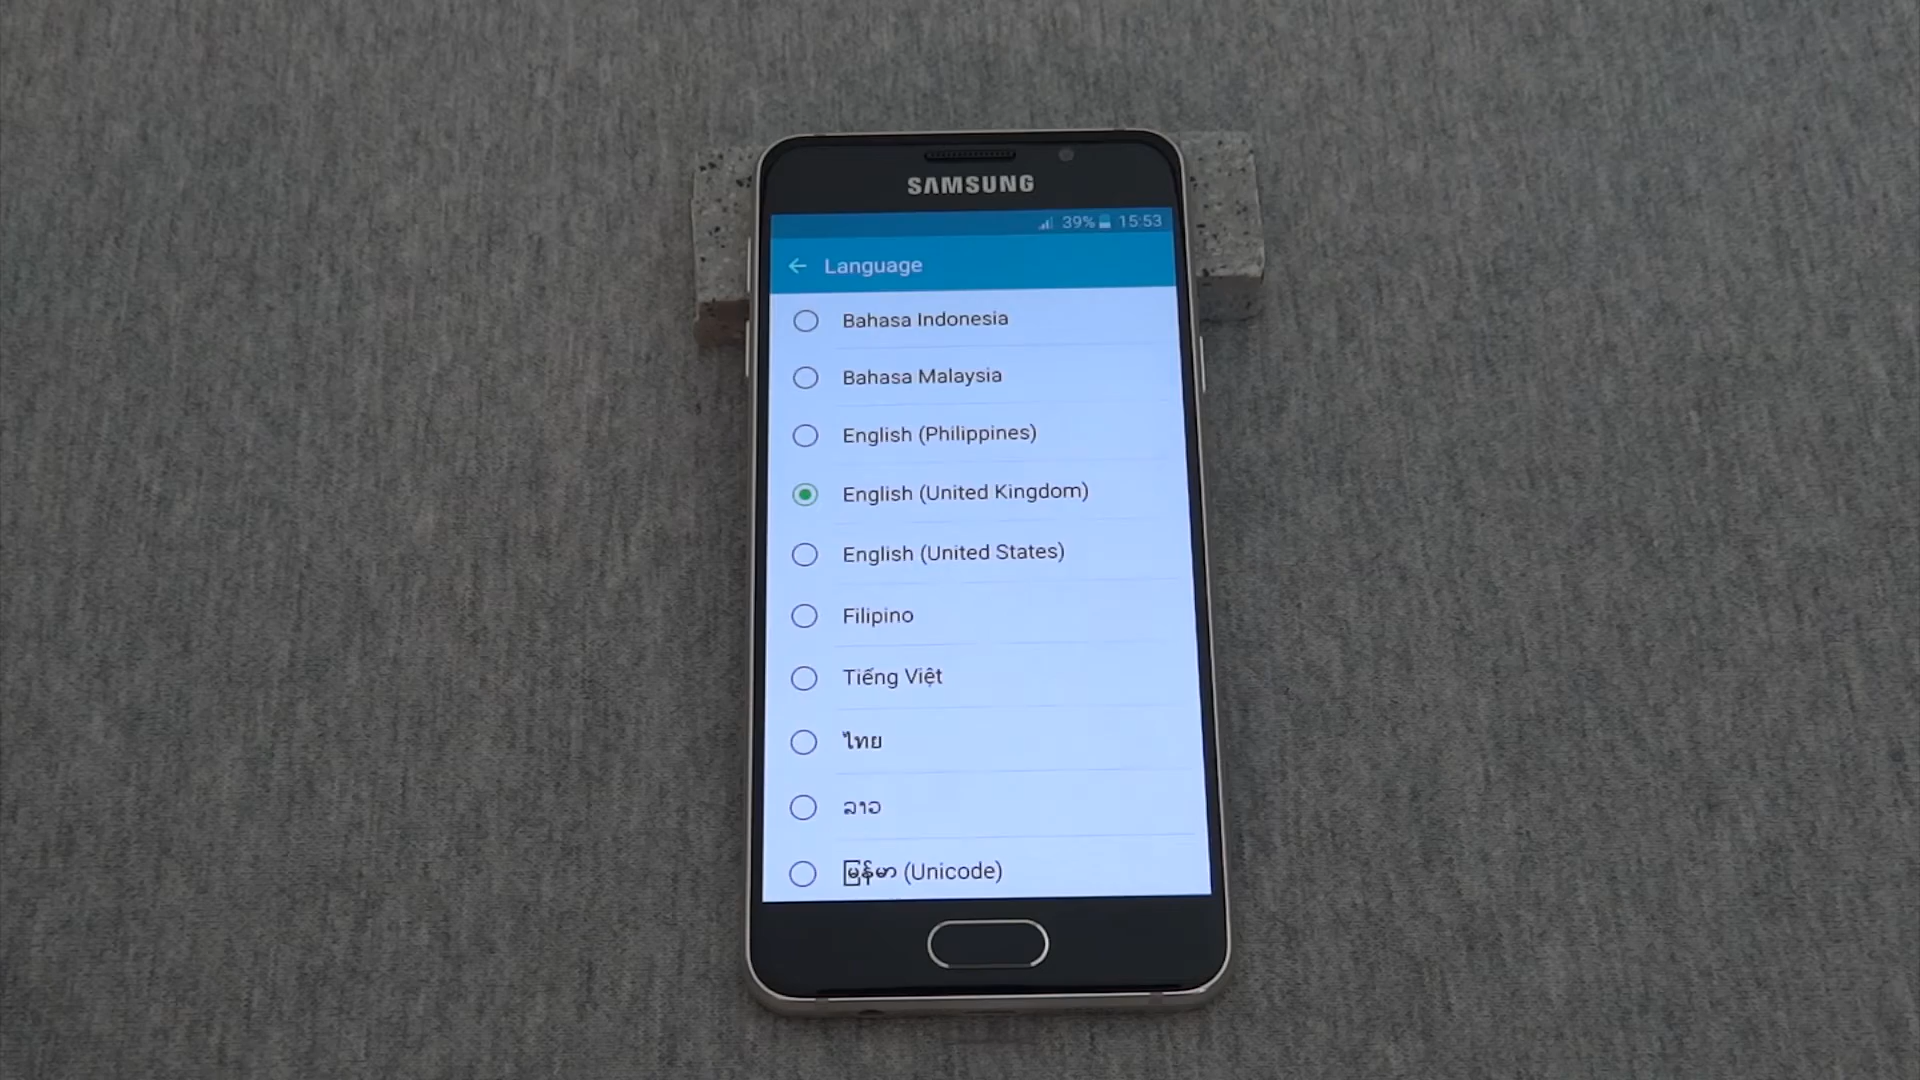 SAMSUNG
39% 15:53
Language
Bahasa Indonesia
Bahasa Malaysia
English (Philippines)
English (United Kingdom)
English (United States)
Filipino
Tiếng Việt
ไทย
ລາວ
မြန်မာ (Unicode)